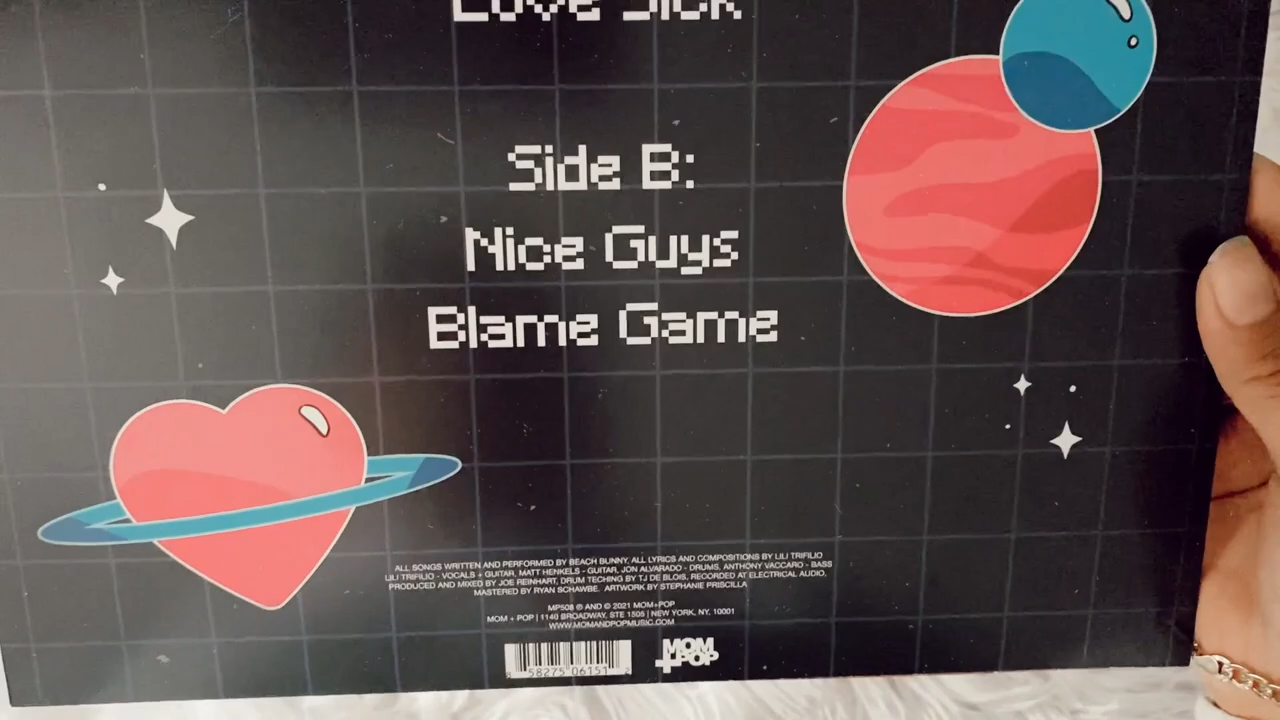 Love Sick
Side B:
Nice Guys
Blame Game
ALL SONGS WRITTEN AND PERFORMED BY BEACH BUNNY, ALL LYRICS AND COMPOSITIONS BY LILI TRIFILIO
LILI TRIFILIO - VOCALS + GUITAR, MATT HENKELS - GUITAR, JON ALVARADO - DRUMS, ANTHONY VACCARO - BASS
PRODUCED AND MIXED BY JOE REINHART, DRUM TECHING BY TJ DE BLOIS, RECORDED AT ELECTRICAL AUDIO,
MASTERED BY RYAN SCHAWBE. ARTWORK BY STEPHANIE PRISCILLA
MP508 ℗ AND © 2021 MOM+POP
MOM + POP | 1140 BROADWAY, STE 1505 | NEW YORK, NY, 10001
WWW.MOMANDPOPMUSIC.COM
58275 06151 2
MOM
+POP